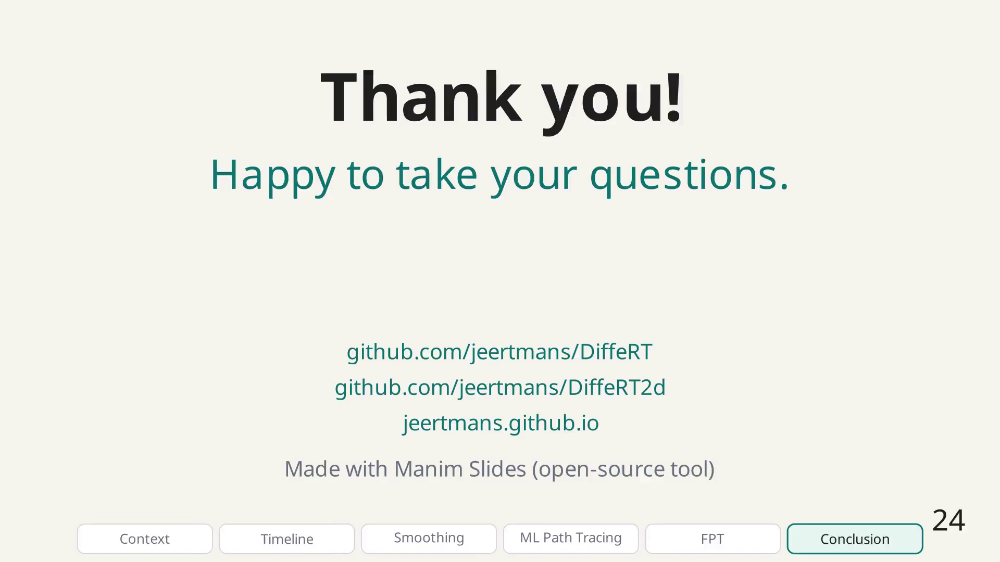 Thank you!
Happy to take your questions.
github.com/jeertmans/DiffeRT
github.com/jeertmans/DiffeRT2d
jeertmans.github.io
Made with Manim Slides (open-source tool)
Context
Timeline
Smoothing
ML Path Tracing
FPT
Conclusion
24